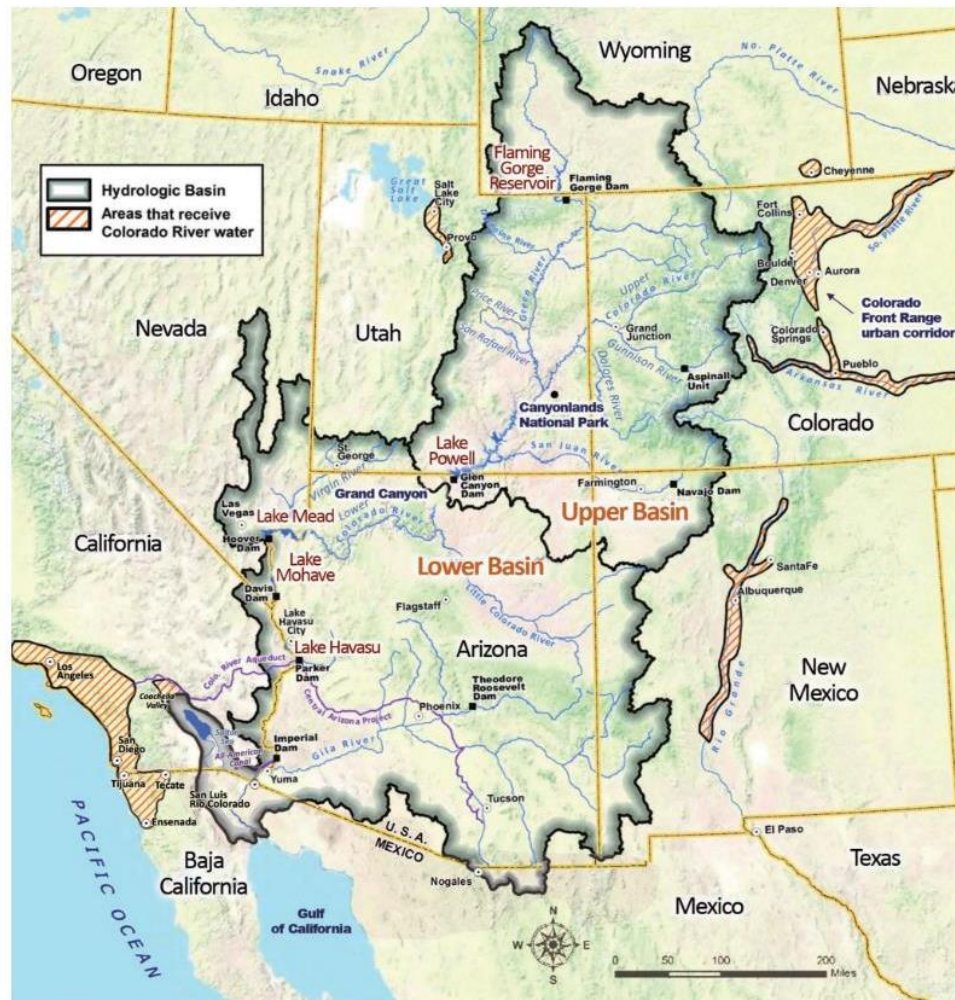 Oregon
Idaho
Snake River
Wyoming
No. Platte River
Nebraska
Hydrologic Basin
Areas that receive
Colorado River water
Great
Salt
Lake
Salt
Lake
City
Provo
Flaming
Gorge
Reservoir
Flaming
Gorge Dam
Cheyenne
Fort
Collins
So. Platte River
Boulder
Denver
Aurora
Colorado
Front Range
urban corridor
Colorado
Springs
Pueblo
Arkansas River
Nevada
Utah
Price River
San Rafael River
Green River
Upper
Colorado River
Grand
Junction
Gunnison River
Dolores River
Aspinall
Unit
Canyonlands
National Park
Colorado
San Juan River
Lake
Powell
Glen
Canyon
Dam
Farmington
Navajo Dam
St.
George
Virgin River
Grand Canyon
Lower
Colorado River
Las
Vegas
Lake Mead
Hoover
Dam
Upper Basin
Lower Basin
California
Lake
Mohave
Davis
Dam
Lake
Havasu
City
Flagstaff
Little Colorado River
SantaFe
Albuquerque
Lake Havasu
Parker
Dam
Arizona
New
Mexico
Rio Grande
Los
Angeles
Colo. River Aqueduct
Coachella
Valley
Salton
Sea
All-American
Canal
Central Arizona Project
Phoenix
Theodore
Roosevelt
Dam
Imperial
Dam
Gila River
Yuma
San
Diego
Tijuana
Tecate
San Luis
Rio Colorado
Ensenada
Tucson
U.S.A.
MEXICO
Nogales
El Paso
Texas
Baja
California
Gulf
of California
Mexico
PACIFIC OCEAN
N
W
E
S
0
50
100
200
Miles